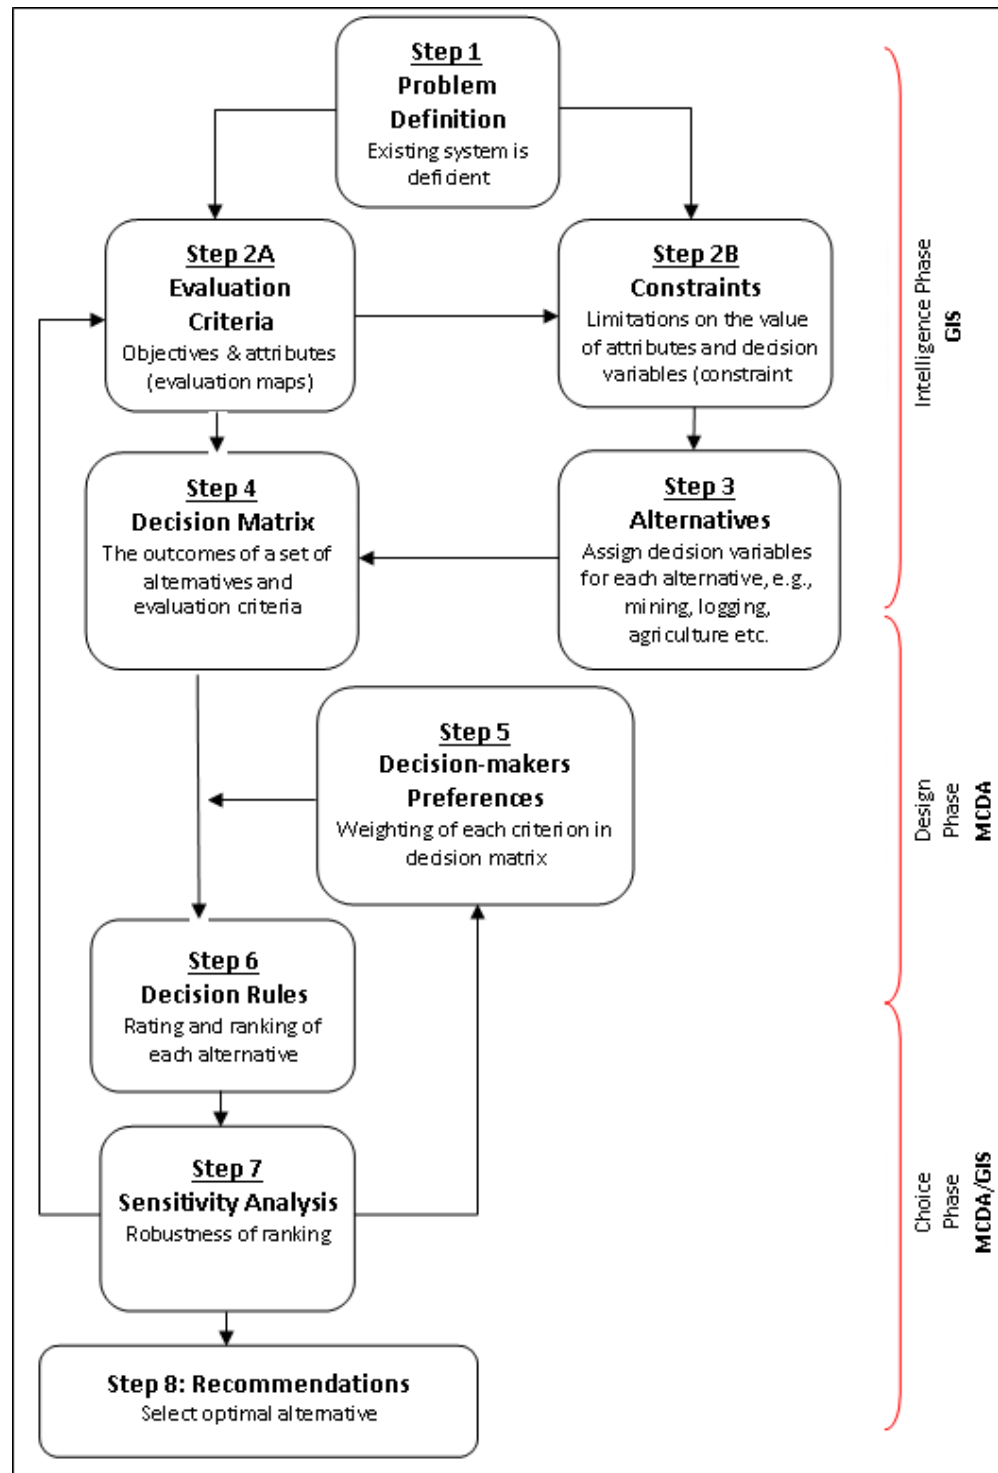 Step 1
Problem
Definition
Existing system is
deficient
Step 2A
Evaluation
Criteria
Objectives & attributes
(evaluation maps)
Step 2B
Constraints
Limitations on the value
of attributes and decision
variables (constraint
Step 4
Decision Matrix
The outcomes of a set of
alternatives and
evaluation criteria
Step 3
Alternatives
Assign decision variables
for each alternative, e.g.,
mining, logging,
agriculture etc.
Step 5
Decision-makers
Preferences
Weighting of each criterion in
decision matrix
Step 6
Decision Rules
Rating and ranking of
each alternative
Step 7
Sensitivity Analysis
Robustness of ranking
Step 8: Recommendations
Select optimal alternative
Intelligence Phase
GIS
Design
Phase
MCDA
Choice
Phase
MCDA/GIS